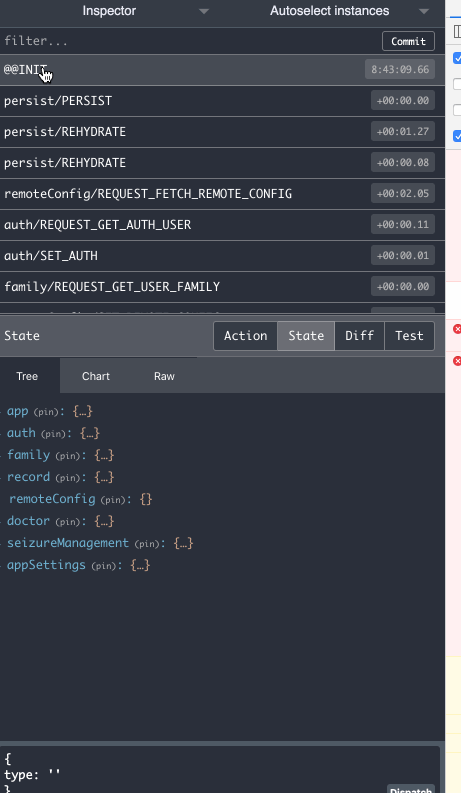 Inspector Autoselect instances
filter... Commit
@@INIT 8:43:09.66
persist/PERSIST +00:00.00
persist/REHYDRATE +00:01.27
persist/REHYDRATE +00:00.08
remoteConfig/REQUEST_FETCH_REMOTE_CONFIG +00:02.05
auth/REQUEST_GET_AUTH_USER +00:00.11
auth/SET_AUTH +00:00.01
family/REQUEST_GET_USER_FAMILY +00:00.00
State Action State Diff Test
Tree Chart Raw
app (pin): {…}
auth (pin): {…}
family (pin): {…}
record (pin): {…}
remoteConfig (pin): {}
doctor (pin): {…}
seizureManagement (pin): {…}
appSettings (pin): {…}
{
type: ''
}
Dispatch